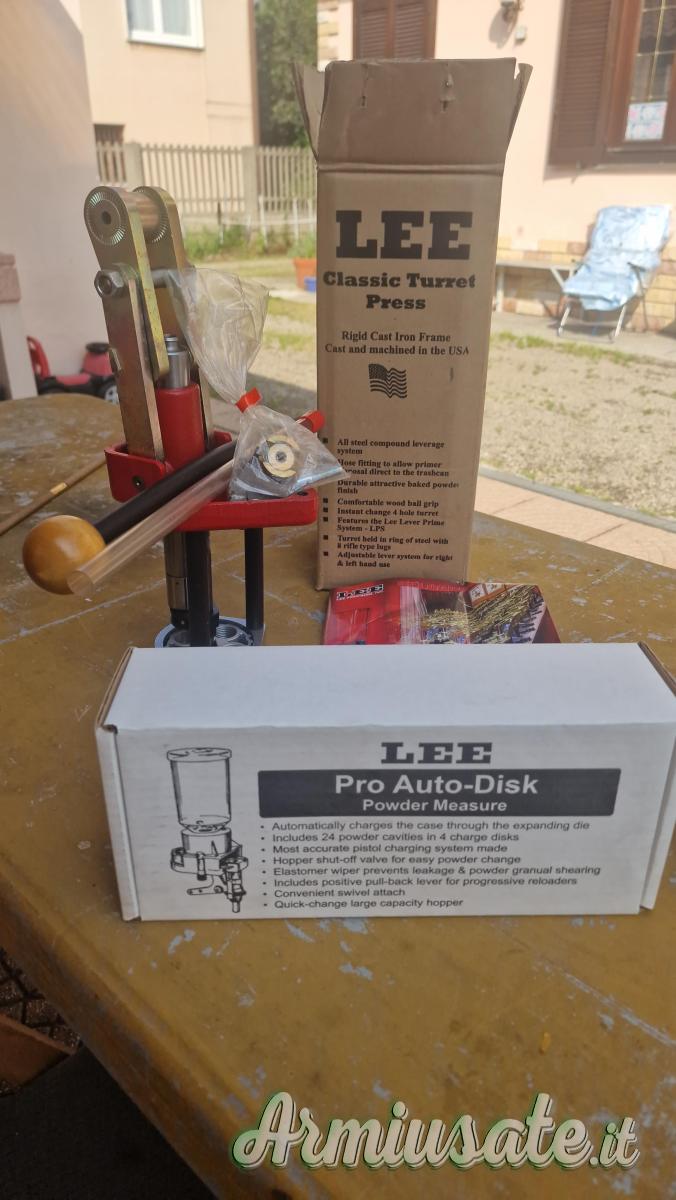 LEE
Classic Turret
Press
Rigid Cast Iron Frame
Cast and machined in the USA
All steel compound leverage
system
Hose fitting to allow primer
disposal direct to the trashcan
Durable attractive baked powder
finish
Comfortable wood ball grip
Instant change 4 hole turret
Features the Lee Lever Prime
System - LPS
Turret held in ring of steel with
8 rifle type lugs
Adjustable lever system for right
& left hand use
LEE
LEE
Pro Auto-Disk
Powder Measure
• Automatically charges the case through the expanding die
• Includes 24 powder cavities in 4 charge disks
• Most accurate pistol charging system made
• Hopper shut-off valve for easy powder change
• Elastomer wiper prevents leakage & powder granual shearing
• Includes positive pull-back lever for progressive reloaders
• Convenient swivel attach
• Quick-change large capacity hopper
Armiusate.it